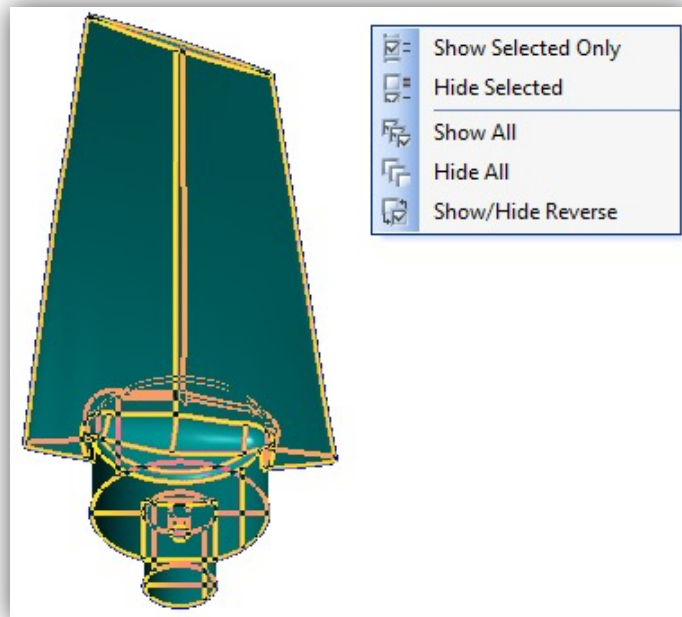 Show Selected Only
Hide Selected
Show All
Hide All
Show/Hide Reverse